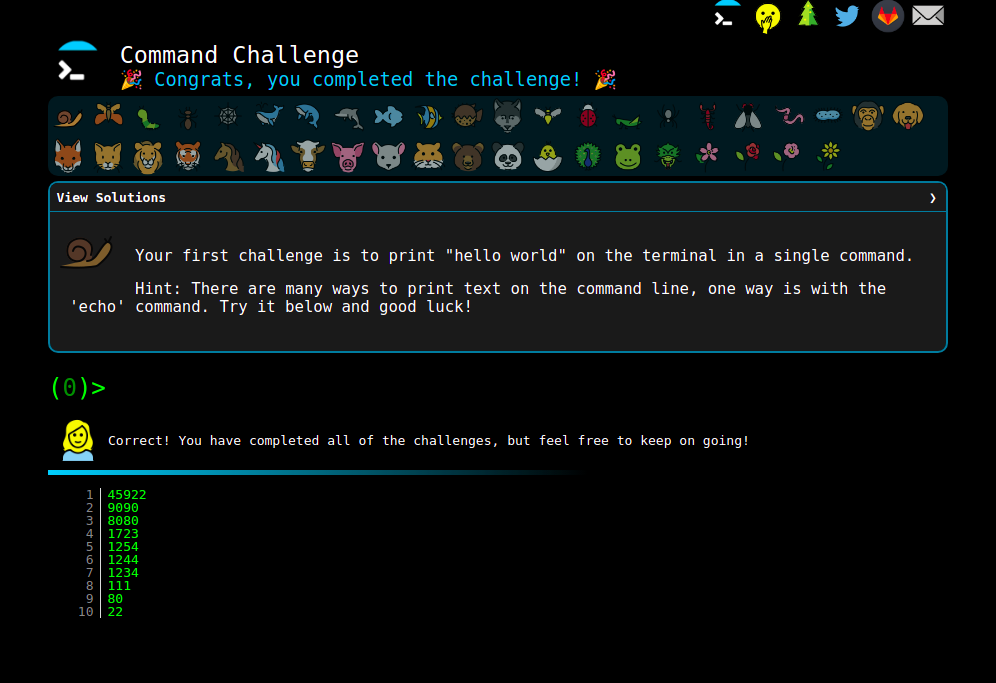 Command Challenge
🎉 Congrats, you completed the challenge! 🎉
View Solutions ❯
Your first challenge is to print "hello world" on the terminal in a single command.
Hint: There are many ways to print text on the command line, one way is with the
'echo' command. Try it below and good luck!
(0)>
Correct! You have completed all of the challenges, but feel free to keep on going!
1 45922
2 9090
3 8080
4 1723
5 1254
6 1244
7 1234
8 111
9 80
10 22